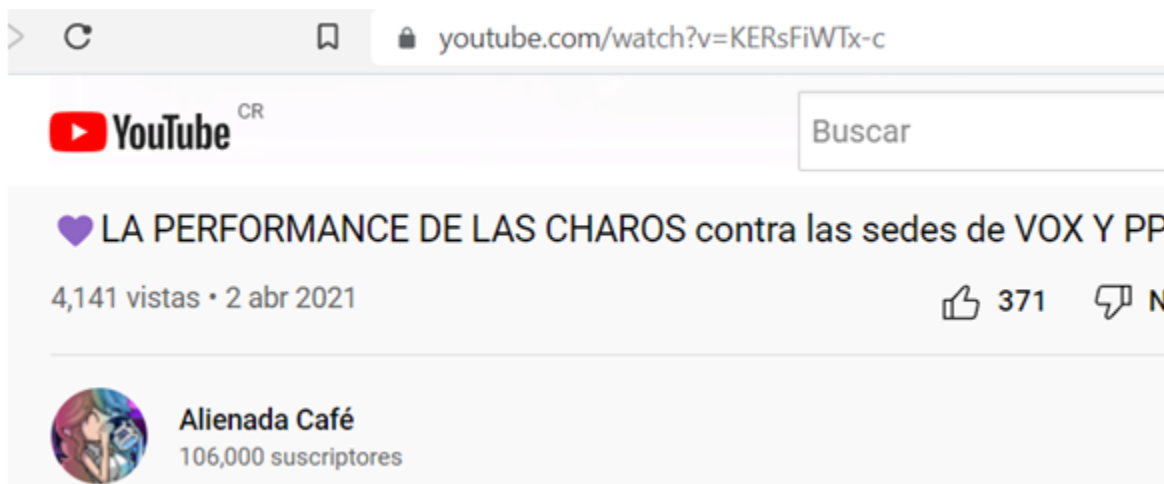 youtube.com/watch?v=KERsFiWTx-c
YouTube CR
Buscar
LA PERFORMANCE DE LAS CHAROS contra las sedes de VOX Y PP
4,141 vistas • 2 abr 2021
371 N
Alienada Café
106,000 suscriptores